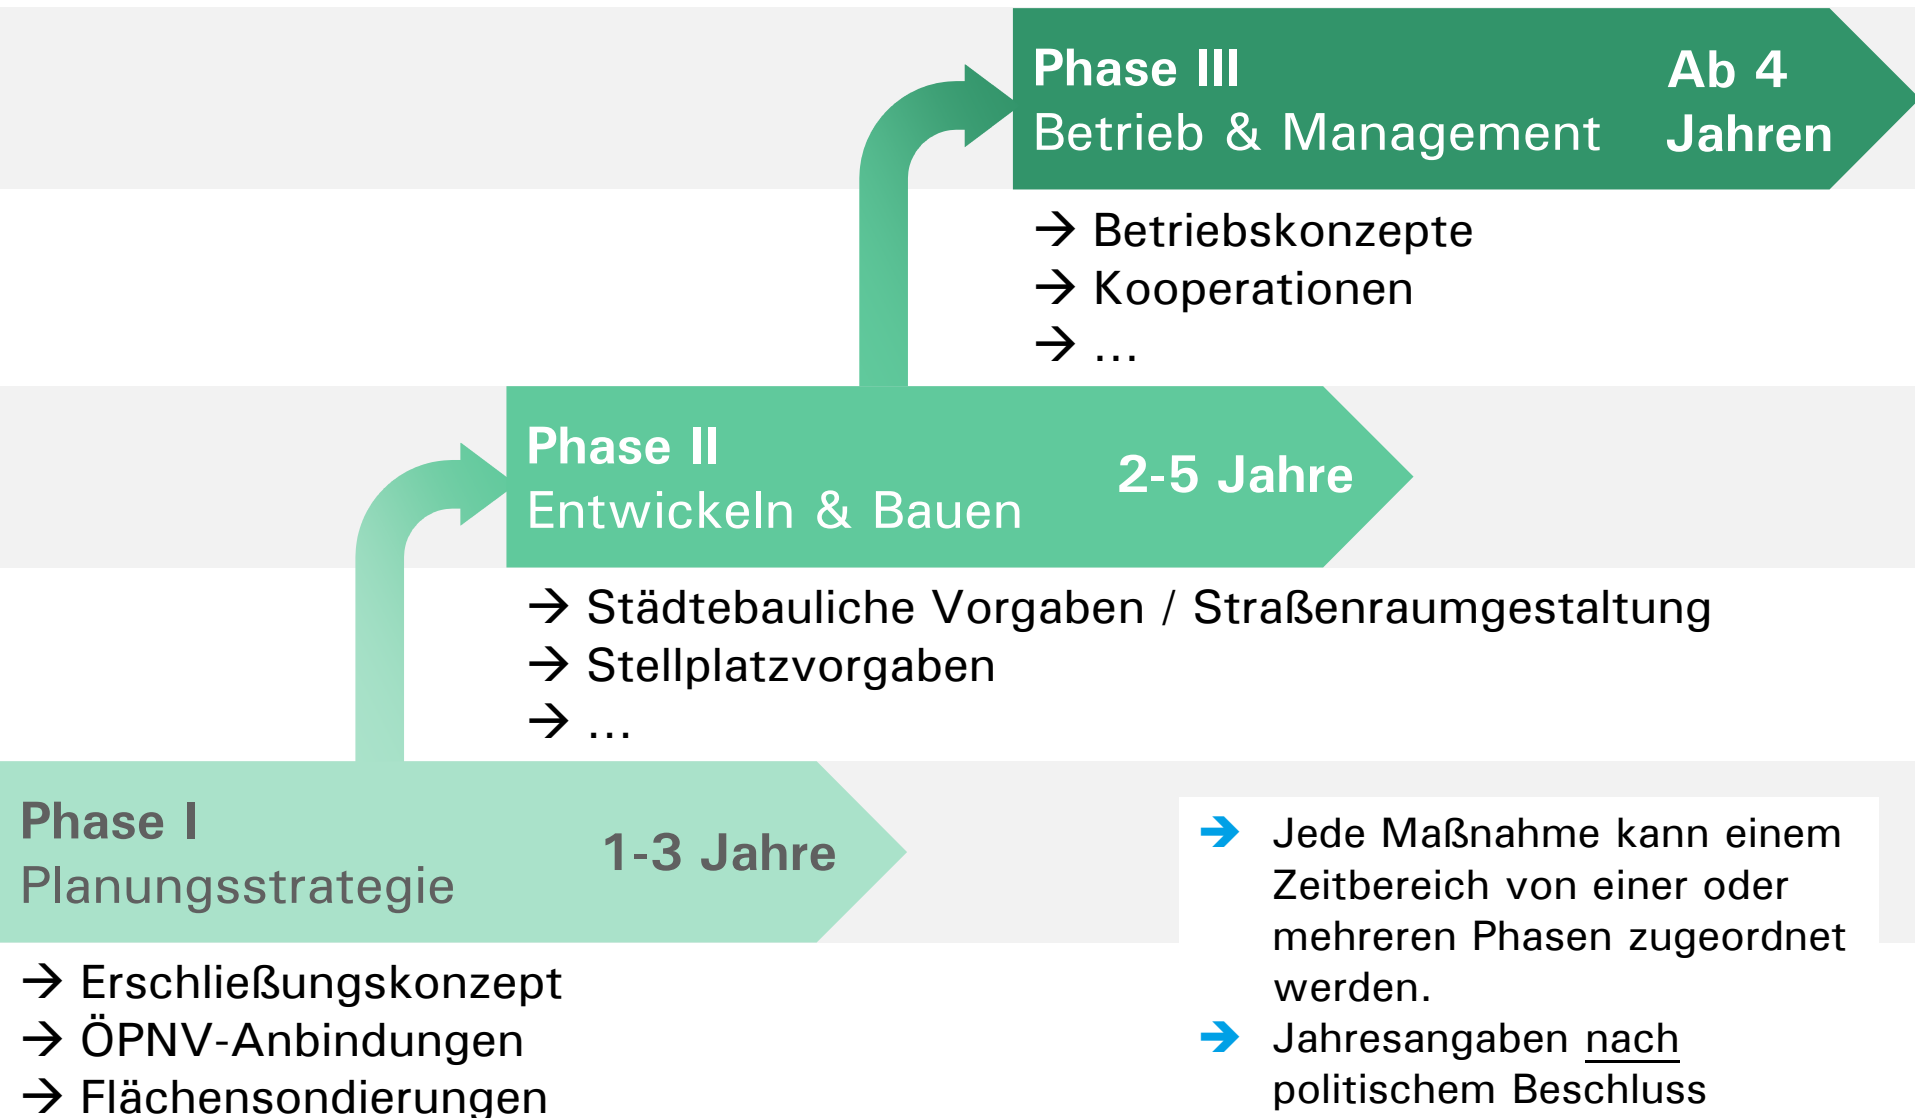 Phase III
Betrieb & Management
Ab 4
Jahren
→ Betriebskonzepte
→ Kooperationen
→ ...
Phase II
Entwickeln & Bauen
2-5 Jahre
→ Städtebauliche Vorgaben / Straßenraumgestaltung
→ Stellplatzvorgaben
→ ...
Phase I
Planungsstrategie
1-3 Jahre
→ Erschließungskonzept
→ ÖPNV-Anbindungen
→ Flächensondierungen
→ Jede Maßnahme kann einem
Zeitbereich von einer oder
mehreren Phasen zugeordnet
werden.
→ Jahresangaben nach
politischem Beschluss